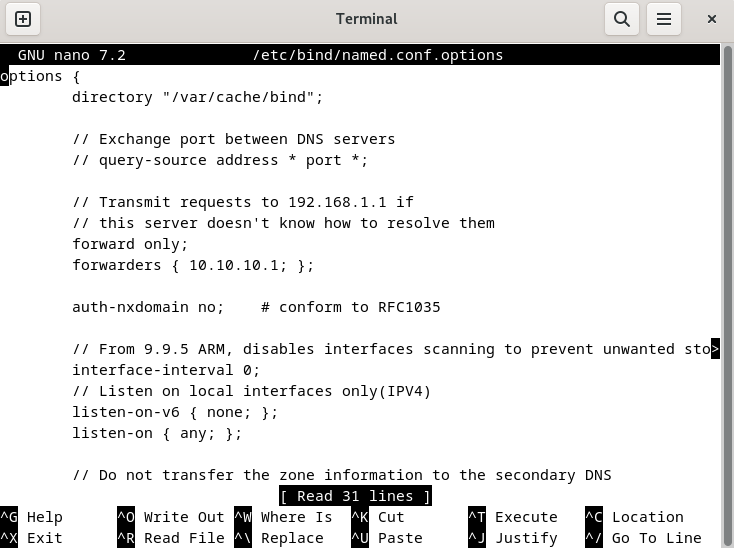 Terminal
GNU nano 7.2 /etc/bind/named.conf.options
options {
directory "/var/cache/bind";
// Exchange port between DNS servers
// query-source address * port *;
// Transmit requests to 192.168.1.1 if
// this server doesn't know how to resolve them
forward only;
forwarders { 10.10.10.1; };
auth-nxdomain no;    # conform to RFC1035
// From 9.9.5 ARM, disables interfaces scanning to prevent unwanted sto>
interface-interval 0;
// Listen on local interfaces only(IPV4)
listen-on-v6 { none; };
listen-on { any; };
// Do not transfer the zone information to the secondary DNS
[ Read 31 lines ]
^G Help ^O Write Out ^W Where Is ^K Cut ^T Execute ^C Location
^X Exit ^R Read File ^\ Replace ^U Paste ^J Justify ^/ Go To Line